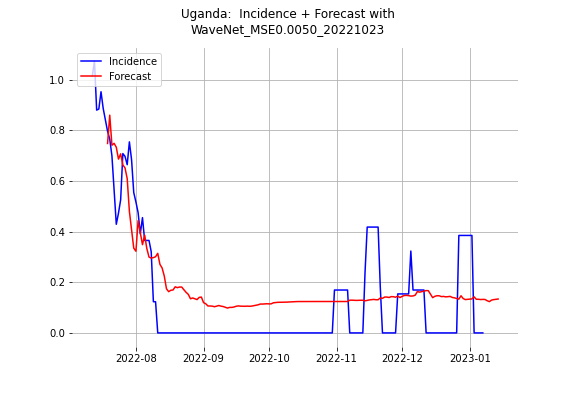 Uganda:  Incidence + Forecast with
WaveNet_MSE0.0050_20221023
Incidence
Forecast
1.0
0.8
0.6
0.4
0.2
0.0
2022-08 2022-09 2022-10 2022-11 2022-12 2023-01